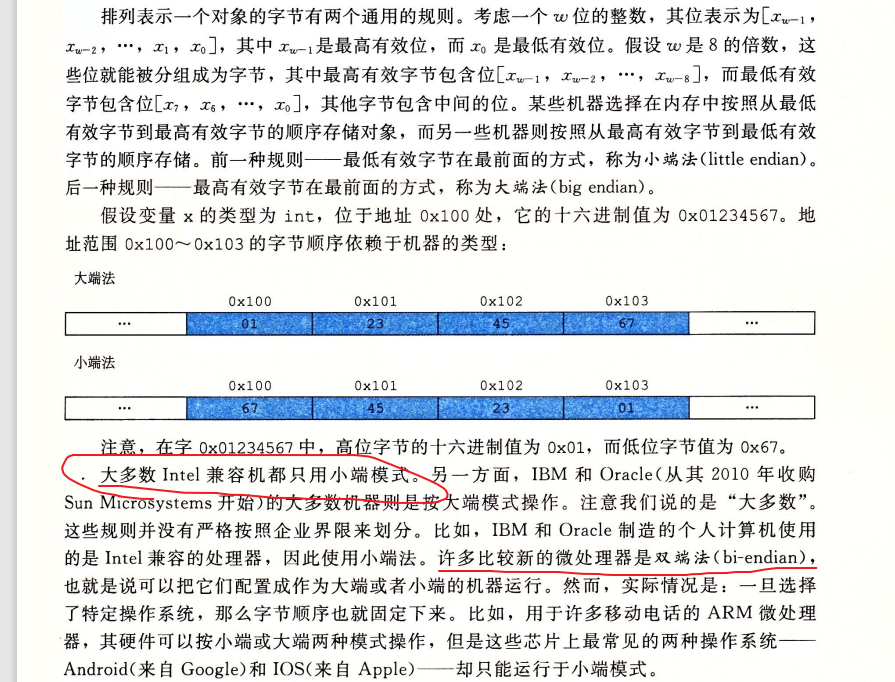 排列表示一个对象的字节有两个通用的规则。考虑一个 w 位的整数，其位表示为[xw-1，
xw-2，…，x1，x0]，其中 xw-1是最高有效位，而 x0 是最低有效位。假设 w 是 8 的倍数，这
些位就能被分组成为字节，其中最高有效字节包含位[xw-1，xw-2，…，xw-8]，而最低有效
字节包含位[x7，x6，…，x0]，其他字节包含中间的位。某些机器选择在内存中按照从最低
有效字节到最高有效字节的顺序存储对象，而另一些机器则按照从最高有效字节到最低有效
字节的顺序存储。前一种规则——最低有效字节在最前面的方式，称为小端法(little endian)。
后一种规则——最高有效字节在最前面的方式，称为大端法(big endian)。
假设变量 x 的类型为 int，位于地址 0x100 处，它的十六进制值为 0x01234567。地
址范围 0x100～0x103 的字节顺序依赖于机器的类型：
大端法
0x100 0x101 0x102 0x103
… 01 23 45 67 …
小端法
0x100 0x101 0x102 0x103
… 67 45 23 01 …
注意，在字 0x01234567 中，高位字节的十六进制值为 0x01，而低位字节值为 0x67。
大多数 Intel 兼容机都只用小端模式。另一方面，IBM 和 Oracle(从其 2010 年收购
Sun Microsystems 开始)的大多数机器则是按大端模式操作。注意我们说的是“大多数”。
这些规则并没有严格按照企业界限来划分。比如，IBM 和 Oracle 制造的个人计算机使用
的是 Intel 兼容的处理器，因此使用小端法。许多比较新的微处理器是双端法(bi-endian)，
也就是说可以把它们配置成作为大端或者小端的机器运行。然而，实际情况是：一旦选择
了特定操作系统，那么字节顺序也就固定下来。比如，用于许多移动电话的 ARM 微处理
器，其硬件可以按小端或大端两种模式操作，但是这些芯片上最常见的两种操作系统——
Android(来自 Google)和 IOS(来自 Apple)——却只能运行于小端模式。